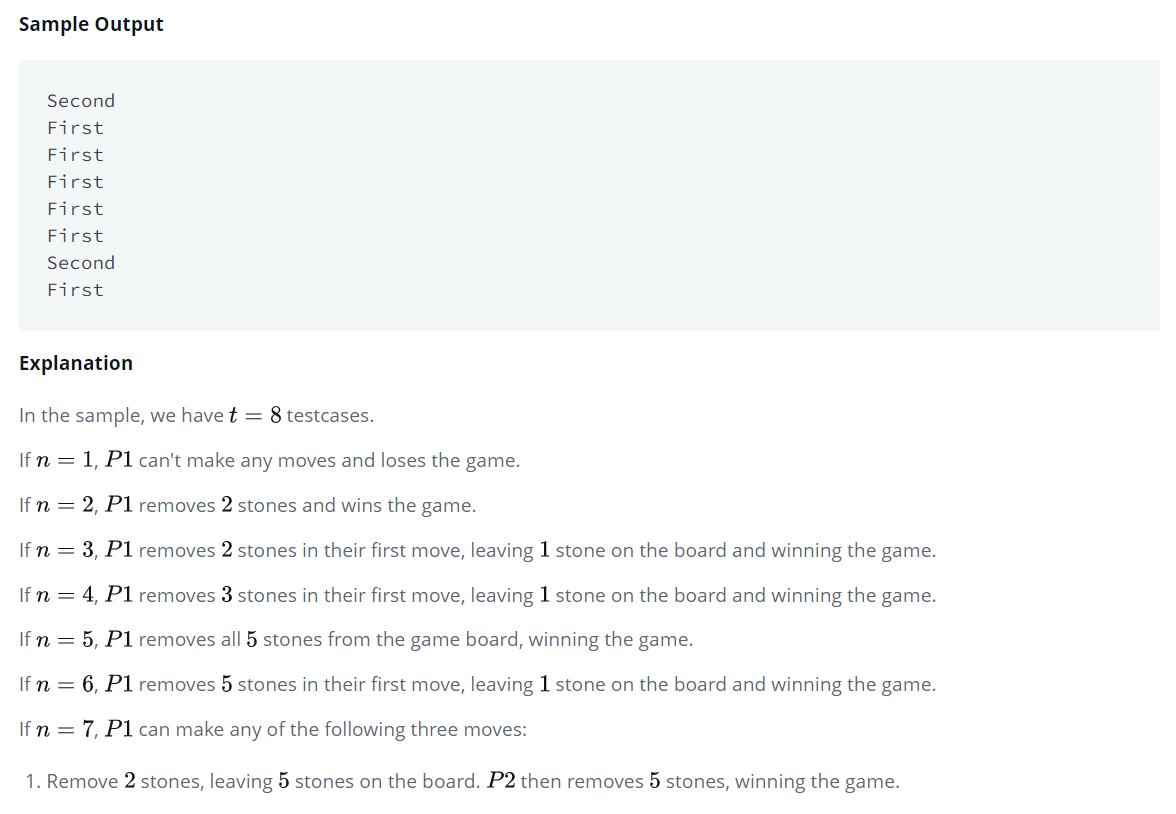 Sample Output
Second
First
First
First
First
First
Second
First
Explanation
In the sample, we have t = 8 testcases.
If n = 1, P1 can't make any moves and loses the game.
If n = 2, P1 removes 2 stones and wins the game.
If n = 3, P1 removes 2 stones in their first move, leaving 1 stone on the board and winning the game.
If n = 4, P1 removes 3 stones in their first move, leaving 1 stone on the board and winning the game.
If n = 5, P1 removes all 5 stones from the game board, winning the game.
If n = 6, P1 removes 5 stones in their first move, leaving 1 stone on the board and winning the game.
If n = 7, P1 can make any of the following three moves:
1. Remove 2 stones, leaving 5 stones on the board. P2 then removes 5 stones, winning the game.